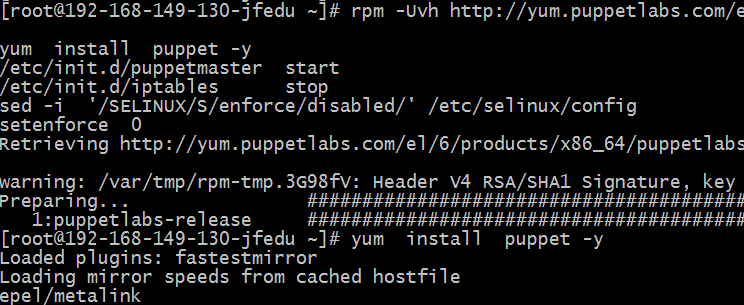 [root@192-168-149-130-jfedu ~]# rpm -Uvh http://yum.puppetlabs.com/e
yum  install  puppet -y
/etc/init.d/puppetmaster  start
/etc/init.d/iptables      stop
sed -i  '/SELINUX/S/enforce/disabled/' /etc/selinux/config
setenforce  0
Retrieving http://yum.puppetlabs.com/el/6/products/x86_64/puppetlabs
warning: /var/tmp/rpm-tmp.3G98fV: Header V4 RSA/SHA1 Signature, key
Preparing...                ########################################
   1:puppetlabs-release     ########################################
[root@192-168-149-130-jfedu ~]# yum  install  puppet -y
Loaded plugins: fastestmirror
Loading mirror speeds from cached hostfile
epel/metalink